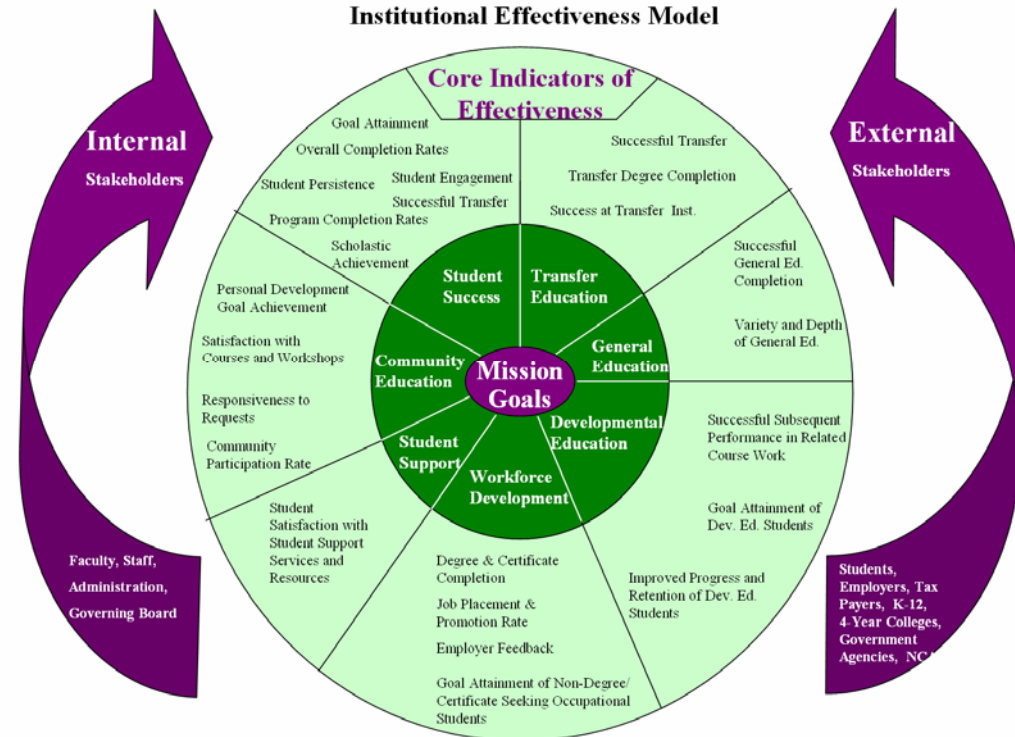 Institutional Effectiveness Model
Core Indicators of
Effectiveness
Internal
Stakeholders
Faculty, Staff,
Administration,
Governing Board
External
Stakeholders
Students,
Employers, Tax
Payers, K-12,
4-Year Colleges,
Government
Agencies, NCA
Mission
Goals
Student
Success
Goal Attainment
Overall Completion Rates
Student Persistence
Student Engagement
Successful Transfer
Program Completion Rates
Scholastic
Achievement
Transfer
Education
Successful Transfer
Transfer Degree Completion
Success at Transfer Inst.
General
Education
Successful
General Ed.
Completion
Variety and Depth
of General Ed.
Developmental
Education
Successful Subsequent
Performance in Related
Course Work
Goal Attainment of
Dev. Ed. Students
Improved Progress and
Retention of Dev. Ed.
Students
Workforce
Development
Degree & Certificate
Completion
Job Placement &
Promotion Rate
Employer Feedback
Goal Attainment of Non-Degree/
Certificate Seeking Occupational
Students
Student
Support
Student
Satisfaction with
Student Support
Services and
Resources
Community
Education
Personal Development
Goal Achievement
Satisfaction with
Courses and Workshops
Responsiveness to
Requests
Community
Participation Rate